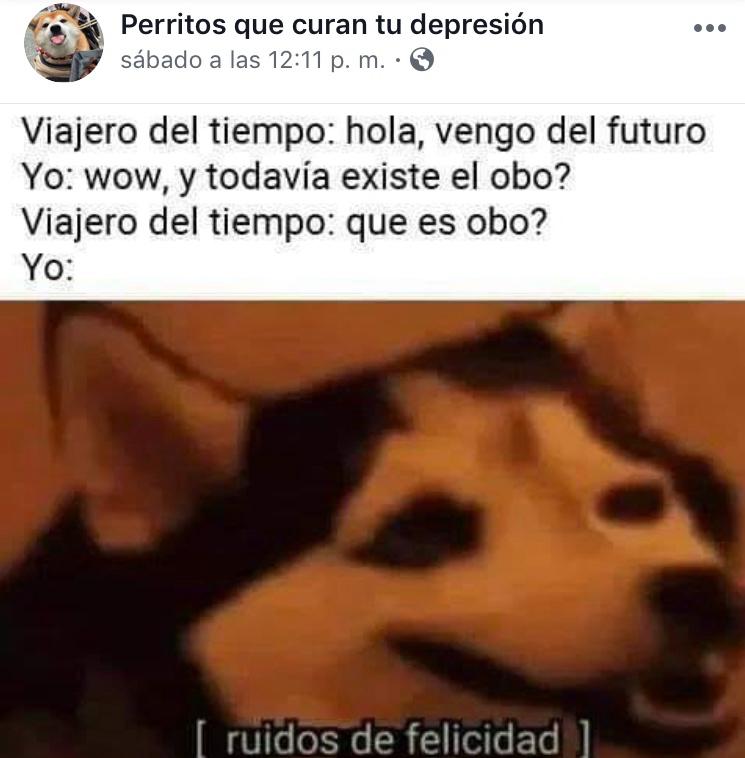 Perritos que curan tu depresión
sábado a las 12:11 p. m. ·
Viajero del tiempo: hola, vengo del futuro
Yo: wow, y todavía existe el obo?
Viajero del tiempo: que es obo?
Yo:
[ ruidos de felicidad ]